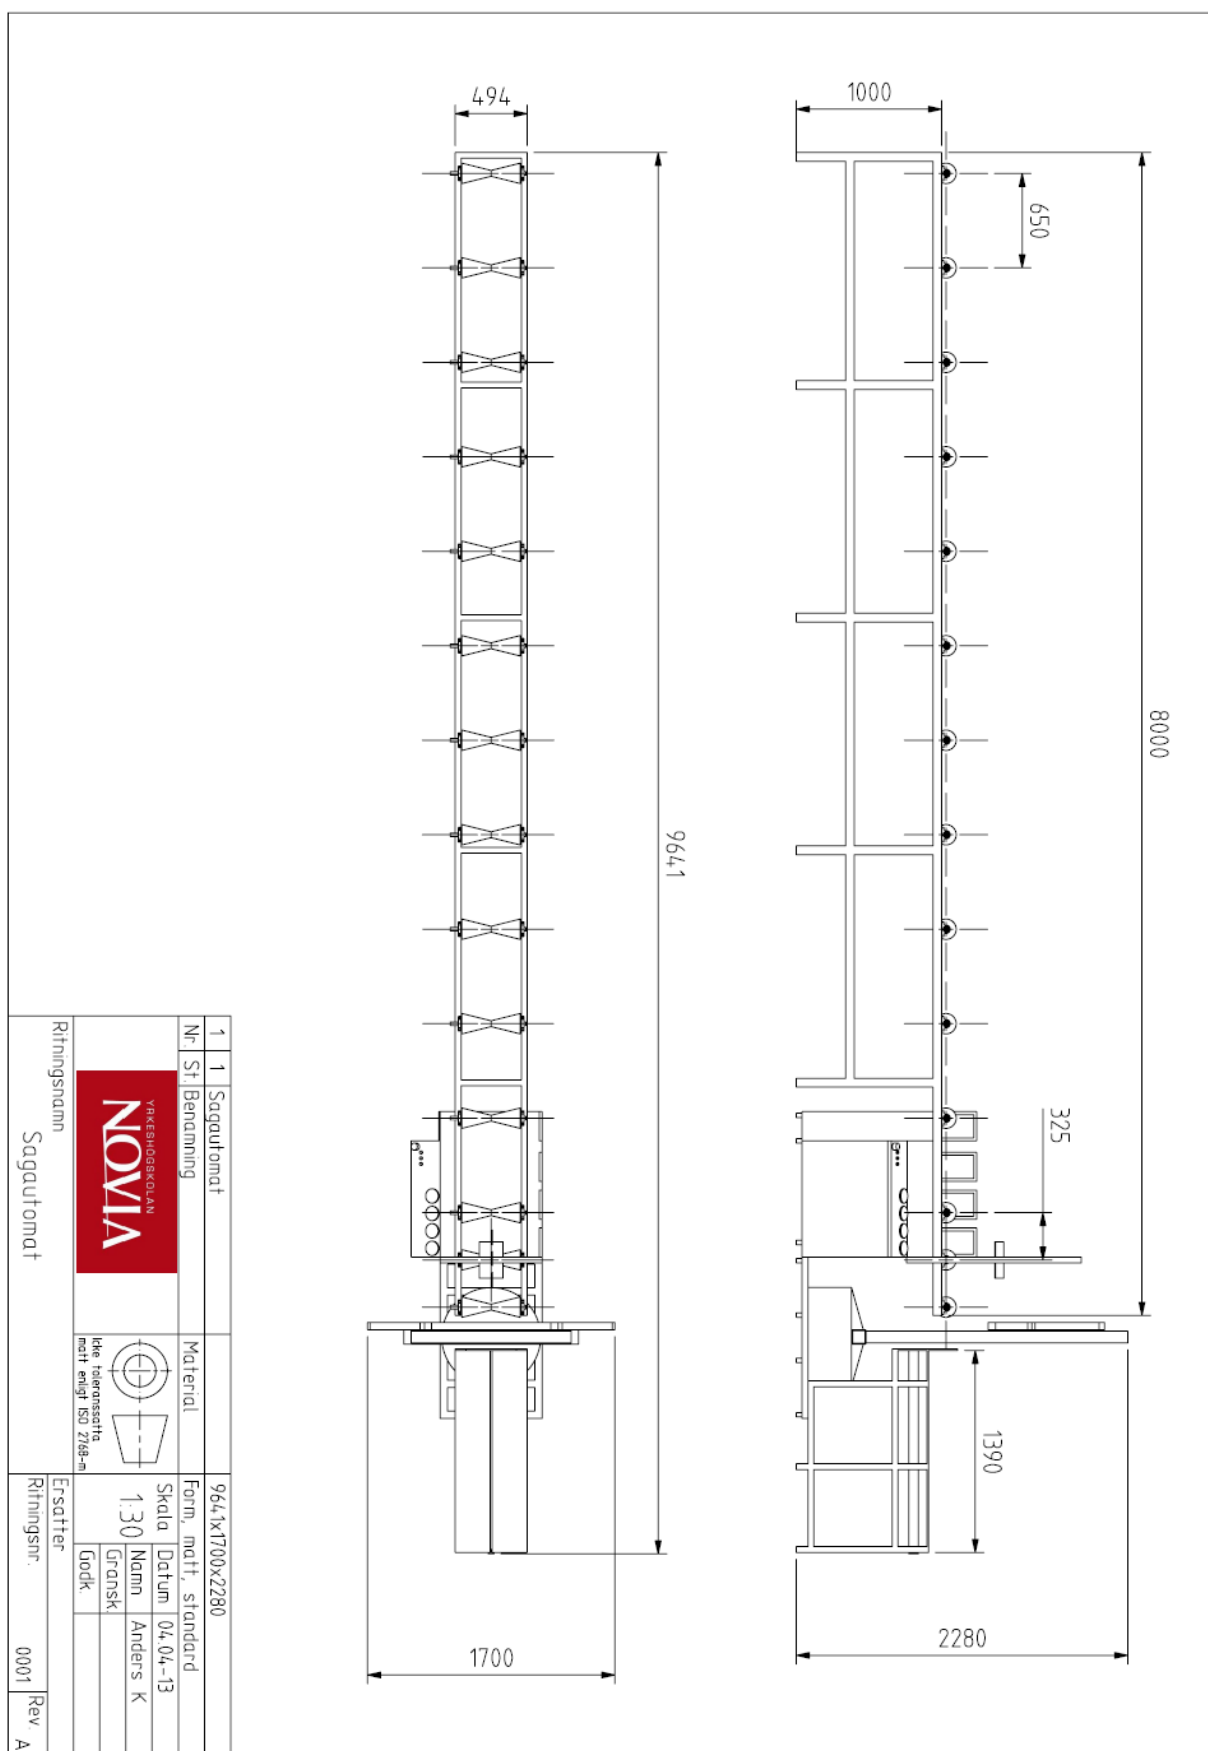 494
1000
650
8000
9641
325
1390
1700
2280
1 1 Sågautomat 9641x1700x2280
Nr. St. Benämning Material Form, mått, standard
YRKESHÖGSKOLAN
NOVIA
Icke toleranssatta
mått enligt ISO 2768-m
Skala
1:30
Datum 04.04-13
Namn Anders K
Gransk.
Godk.
Ritningsnamn
Sågautomat
Ersätter
Ritningsnr.
0001
Rev.
A